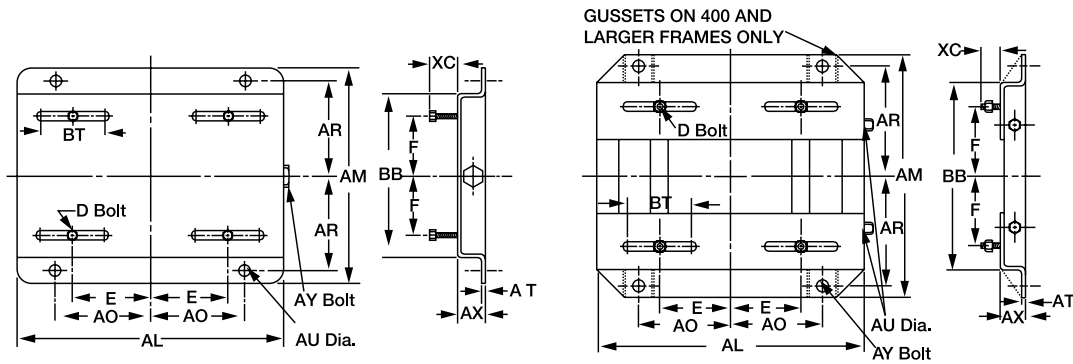 GUSSETS ON 400 AND
LARGER FRAMES ONLY
XC
BT
D Bolt
AR
AM
AR
E
E
AO
AO
AL
AY Bolt
AU Dia.
BB
F
F
A T
AX
D Bolt
BT
AR
AM
AR
E
E
AO
AO
AL
AU Dia.
AY Bolt
XC
BB
F
F
AT
AX